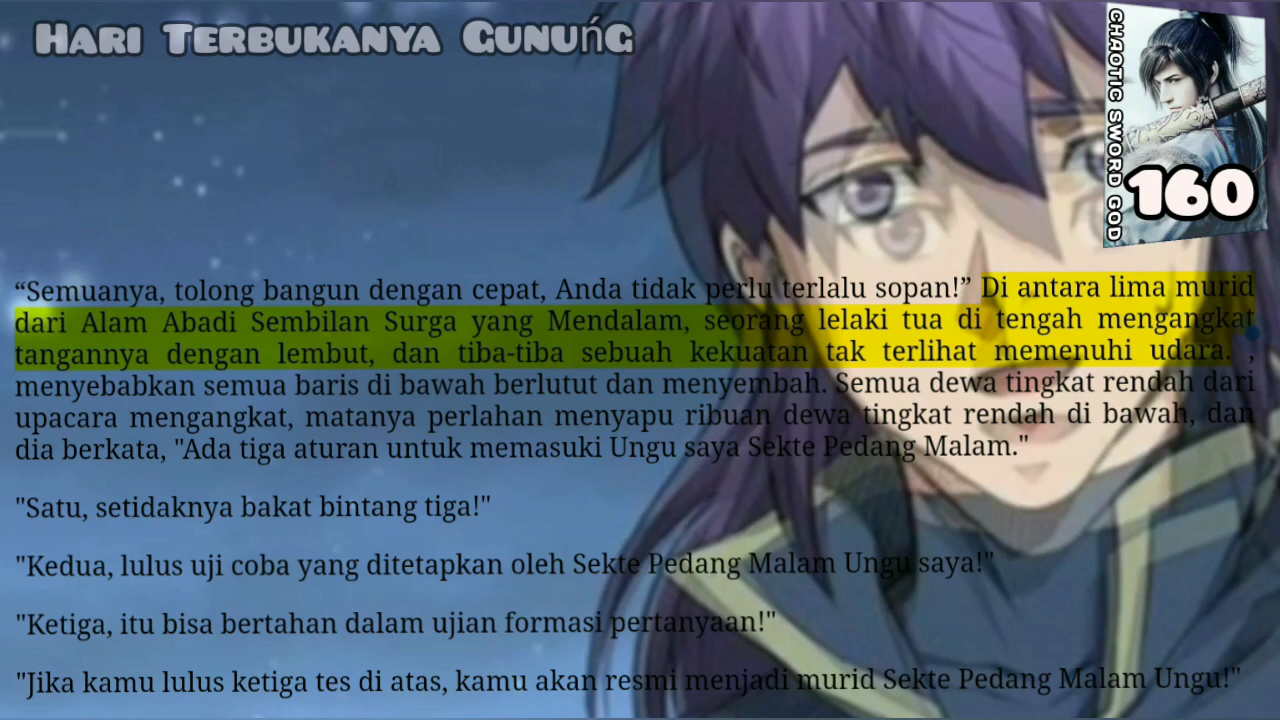 Hari Terbukanya Gunuńg
CHAOTIC SWORD GOD
160
“Semuanya, tolong bangun dengan cepat, Anda tidak perlu terlalu sopan!” Di antara lima murid
dari Alam Abadi Sembilan Surga yang Mendalam, seorang lelaki tua di tengah mengangkat
tangannya dengan lembut, dan tiba-tiba sebuah kekuatan tak terlihat memenuhi udara. ,
menyebabkan semua baris di bawah berlutut dan menyembah. Semua dewa tingkat rendah dari
upacara mengangkat, matanya perlahan menyapu ribuan dewa tingkat rendah di bawah, dan
dia berkata, "Ada tiga aturan untuk memasuki Ungu saya Sekte Pedang Malam."
"Satu, setidaknya bakat bintang tiga!"
"Kedua, lulus uji coba yang ditetapkan oleh Sekte Pedang Malam Ungu saya!"
"Ketiga, itu bisa bertahan dalam ujian formasi pertanyaan!"
"Jika kamu lulus ketiga tes di atas, kamu akan resmi menjadi murid Sekte Pedang Malam Ungu!"